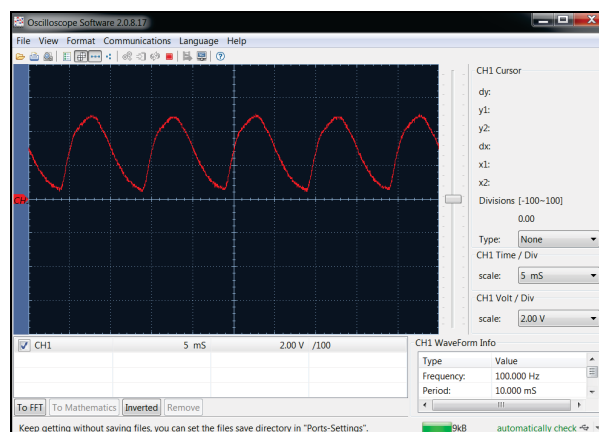 Oscilloscope Software 2.0.8.17
File View Format Communications Language Help
CH1 Cursor
dy:
y1:
y2:
dx:
x1:
x2:
Divisions [-100~100]
0.00
Type: None
CH1 Time / Div
scale: 5 mS
CH1 Volt / Div
scale: 2.00 V
CH
CH1 5 mS 2.00 V /100
CH1 WaveForm Info
Type Value
Frequency: 100.000 Hz
Period: 10.000 mS
To FFT To Mathematics Inverted Remove
Keep getting without saving files, you can set the files save directory in "Ports-Settings". 9kB automatically check